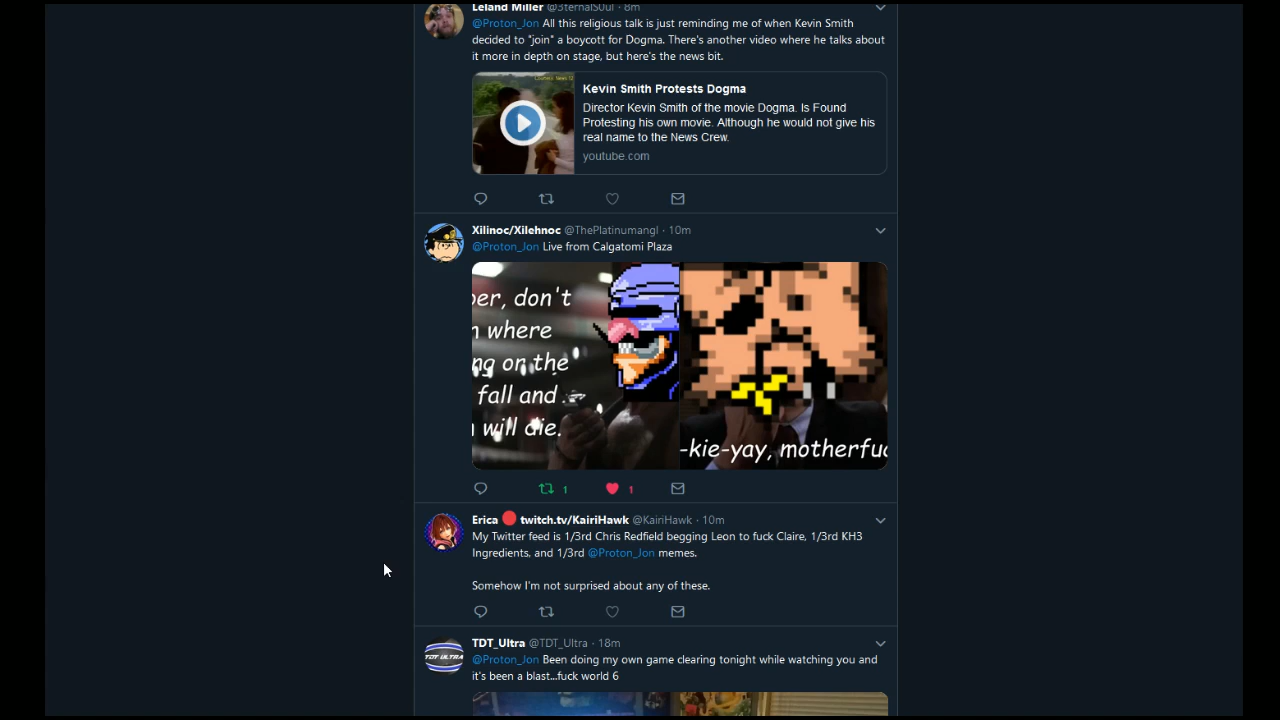 Leland Miller @3ternalS0ul · 8m
@Proton_Jon All this religious talk is just reminding me of when Kevin Smith
decided to "join" a boycott for Dogma. There's another video where he talks about
it more in depth on stage, but here's the news bit.
Kevin Smith Protests Dogma
Director Kevin Smith of the movie Dogma. Is Found
Protesting his own movie. Although he would not give his
real name to the News Crew.
youtube.com
Xilinoc/Xilehnoc @ThePlatinumangl · 10m
@Proton_Jon Live from Calgatomi Plaza
er, don't
where
ng on the
fall and
will die.
-kie-yay, motherfuc
1 1
Erica twitch.tv/KairiHawk @KairiHawk · 10m
My Twitter feed is 1/3rd Chris Redfield begging Leon to fuck Claire, 1/3rd KH3
Ingredients, and 1/3rd @Proton_Jon memes.
Somehow I'm not surprised about any of these.
TDT_Ultra @TDT_Ultra · 18m
TDT ULTRA
@Proton_Jon Been doing my own game clearing tonight while watching you and
it's been a blast...fuck world 6